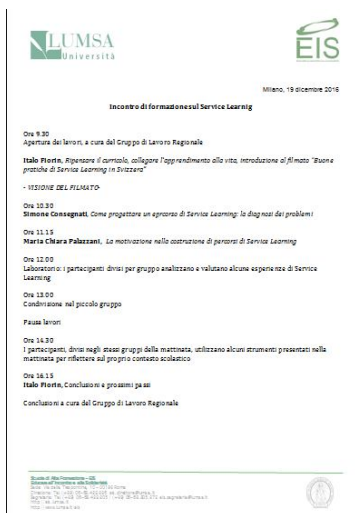 LUMSA
Università
EIS
Milano, 19 dicembre 2016
Incontro di formazione sul Service Learnig
Ore 9.30
Apertura dei lavori, a cura del Gruppo di Lavoro Regionale
Italo Fiorin, Ripensare il curricolo, collegare l'apprendimento alla vita, introduzione al filmato "Buone
pratiche di Service Learning in Svizzera"
- VISIONE DEL FILMATO-
Ore 10.30
Simone Consegnati, Come progettare un eprcorso di Service Learning: la diagnosi dei problemi
Ore 11.15
Maria Chiara Palazzani, La motivazione nella costruzione di percorsi di Service Learning
Ore 12.00
Laboratorio: i partecipanti divisi per gruppo analizzano e valutano alcune esperienze di Service
Learning
Ore 13.00
Condivisione nel piccolo gruppo
Pausa lavori
Ore 14.30
I partecipanti, divisi negli stessi gruppi della mattinata, utilizzano alcuni strumenti presentati nella
mattinata per riflettere sul proprio contesto scolastico
Ore 16.15
Italo Fiorin, Conclusioni e prossimi passi
Conclusioni a cura del Gruppo di Lavoro Regionale
Scuola di Alta Formazione - EIS